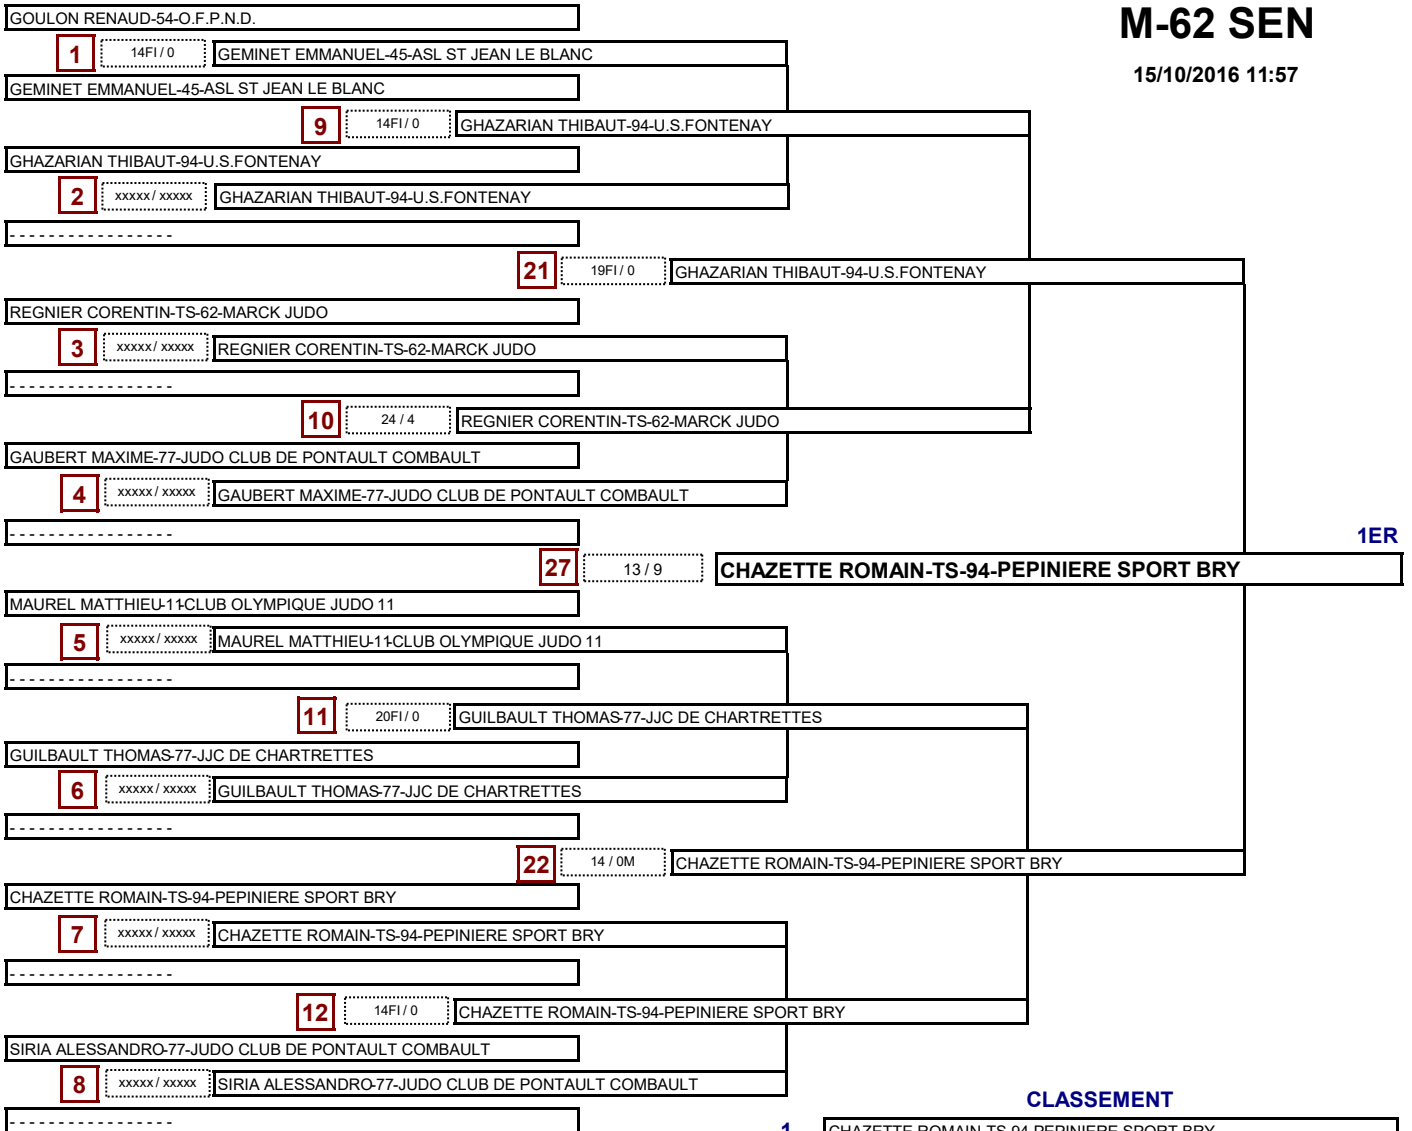 GOULON RENAUD-54-O.F.P.N.D.
M-62 SEN
1 14FI / 0 GEMINET EMMANUEL-45-ASL ST JEAN LE BLANC
15/10/2016 11:57
GEMINET EMMANUEL-45-ASL ST JEAN LE BLANC
9 14FI / 0 GHAZARIAN THIBAUT-94-U.S.FONTENAY
GHAZARIAN THIBAUT-94-U.S.FONTENAY
2 xxxxx / xxxxx GHAZARIAN THIBAUT-94-U.S.FONTENAY
- - - - - - - - - - - - - - - - -
21 19FI / 0 GHAZARIAN THIBAUT-94-U.S.FONTENAY
REGNIER CORENTIN-TS-62-MARCK JUDO
3 xxxxx / xxxxx REGNIER CORENTIN-TS-62-MARCK JUDO
- - - - - - - - - - - - - - - - -
10 24 / 4 REGNIER CORENTIN-TS-62-MARCK JUDO
GAUBERT MAXIME-77-JUDO CLUB DE PONTAULT COMBAULT
4 xxxxx / xxxxx GAUBERT MAXIME-77-JUDO CLUB DE PONTAULT COMBAULT
- - - - - - - - - - - - - - - - -
1ER
27 13 / 9 CHAZETTE ROMAIN-TS-94-PEPINIERE SPORT BRY
MAUREL MATTHIEU-11-CLUB OLYMPIQUE JUDO 11
5 xxxxx / xxxxx MAUREL MATTHIEU-11-CLUB OLYMPIQUE JUDO 11
- - - - - - - - - - - - - - - - -
11 20FI / 0 GUILBAULT THOMAS-77-JJC DE CHARTRETTES
GUILBAULT THOMAS-77-JJC DE CHARTRETTES
6 xxxxx / xxxxx GUILBAULT THOMAS-77-JJC DE CHARTRETTES
- - - - - - - - - - - - - - - - -
22 14 / 0M CHAZETTE ROMAIN-TS-94-PEPINIERE SPORT BRY
CHAZETTE ROMAIN-TS-94-PEPINIERE SPORT BRY
7 xxxxx / xxxxx CHAZETTE ROMAIN-TS-94-PEPINIERE SPORT BRY
- - - - - - - - - - - - - - - - -
12 14FI / 0 CHAZETTE ROMAIN-TS-94-PEPINIERE SPORT BRY
SIRIA ALESSANDRO-77-JUDO CLUB DE PONTAULT COMBAULT
8 xxxxx / xxxxx SIRIA ALESSANDRO-77-JUDO CLUB DE PONTAULT COMBAULT
CLASSEMENT
- - - - - - - - - - - - - - - - -
1 CHAZETTE ROMAIN-TS-94-PEPINIERE SPORT BRY